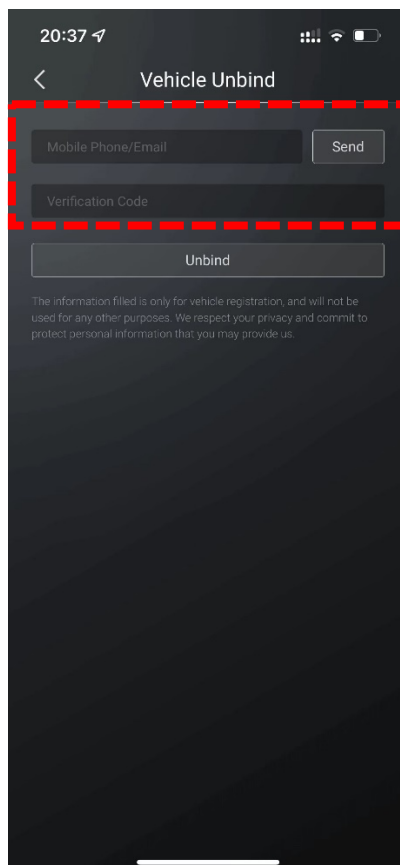 20:37
Vehicle Unbind
Mobile Phone/Email
Send
Verification Code
Unbind
The information filled is only for vehicle registration, and will not be
used for any other purposes. We respect your privacy and commit to
protect personal information that you may provide us.